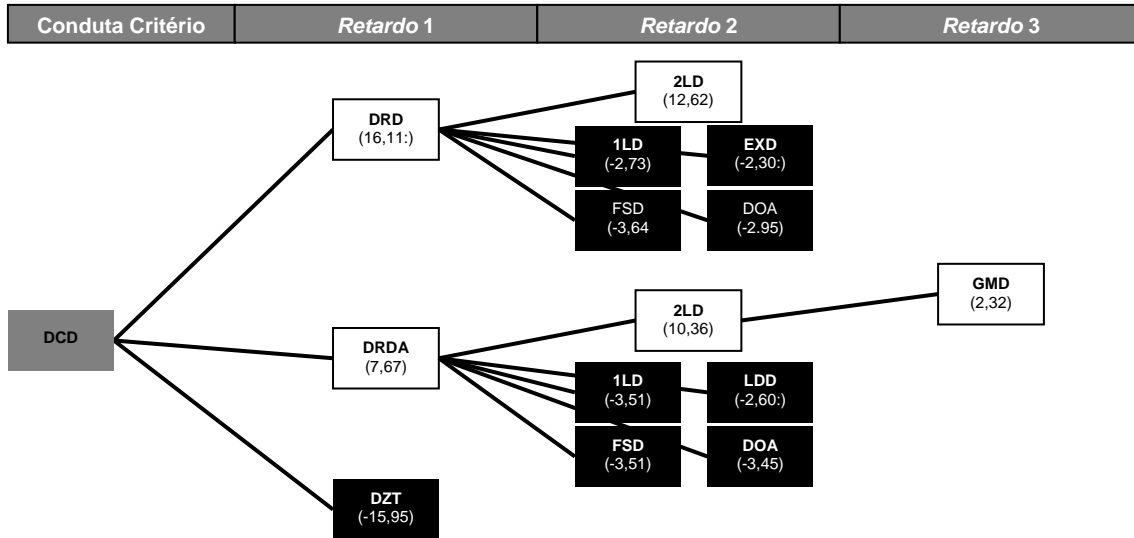 Conduta Critério
Retardo 1
Retardo 2
Retardo 3
2LD
(12,62)
DRD
(16,11:)
1LD
(-2,73)
EXD
(-2,30:)
FSD
(-3,64
DOA
(-2.95)
GMD
(2,32)
2LD
(10,36)
DCD
DRDA
(7,67)
1LD
(-3,51)
LDD
(-2,60:)
FSD
(-3,51)
DOA
(-3,45)
DZT
(-15,95)